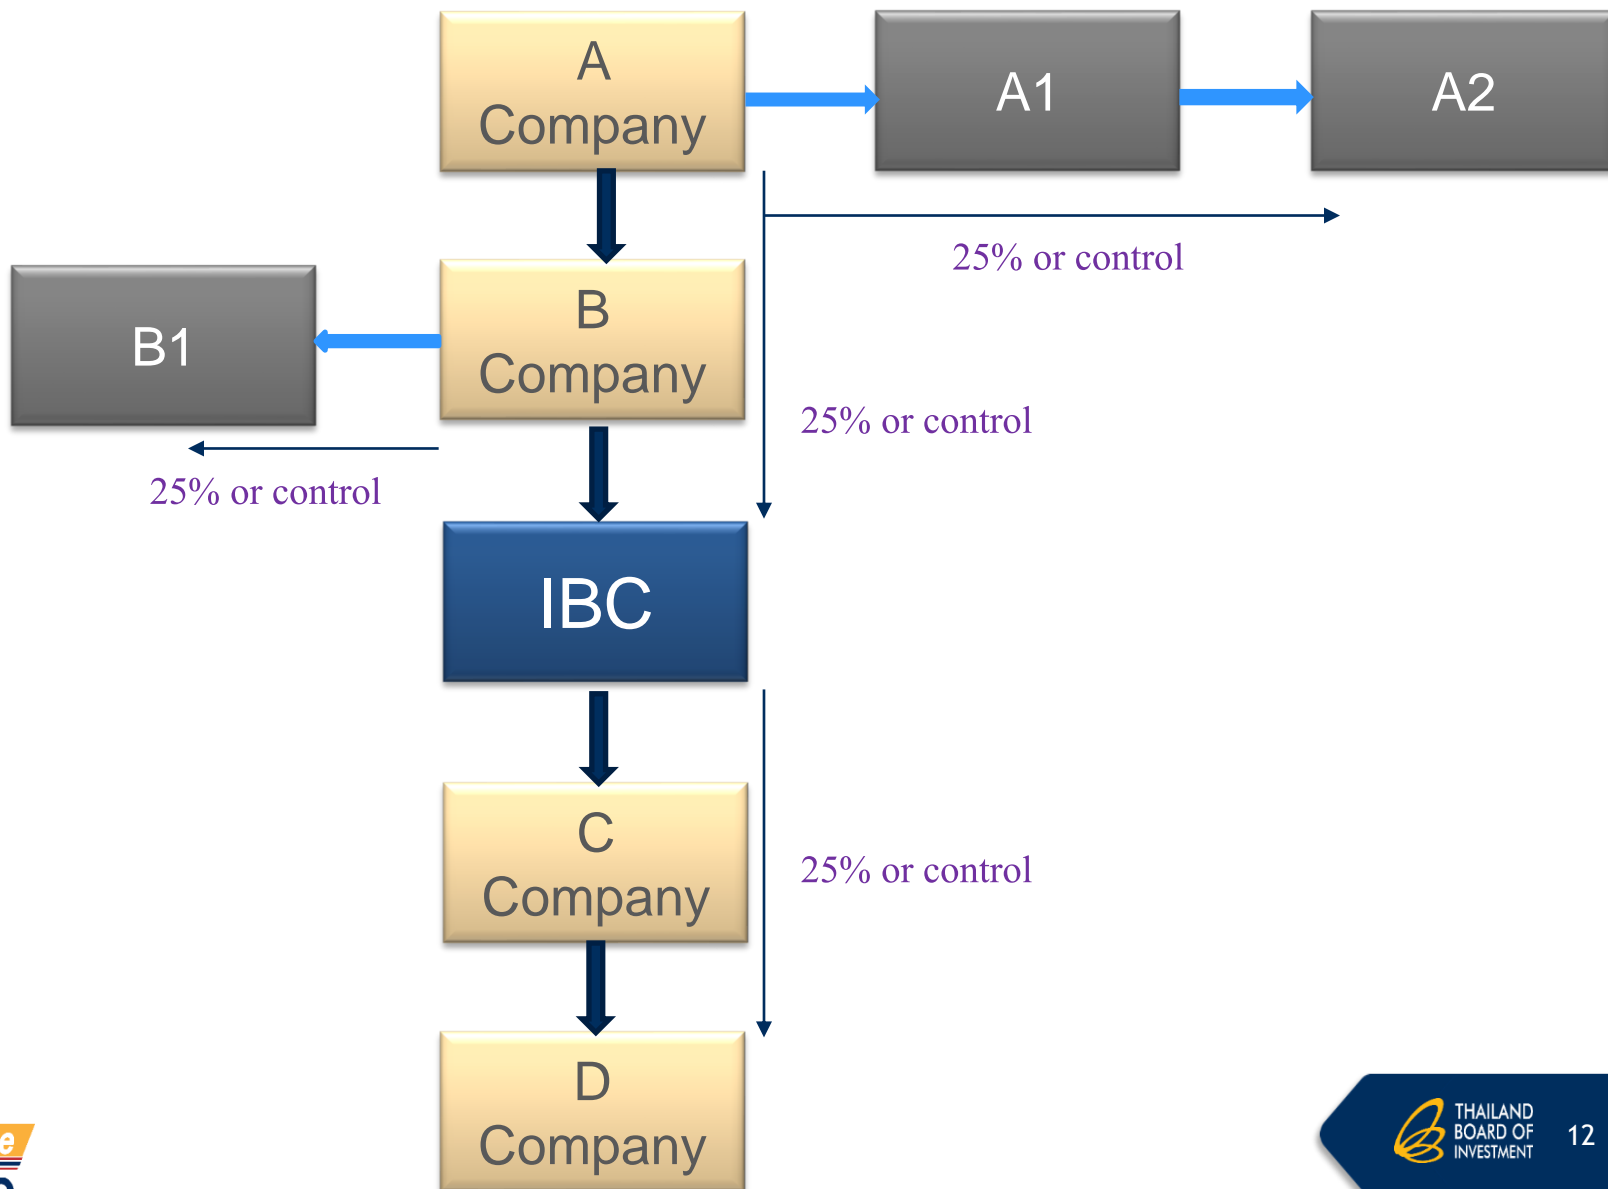 A
Company
A1
A2
25% or control
B
Company
B1
25% or control
25% or control
IBC
C
Company
25% or control
D
Company
THAILAND
BOARD OF
INVESTMENT
12